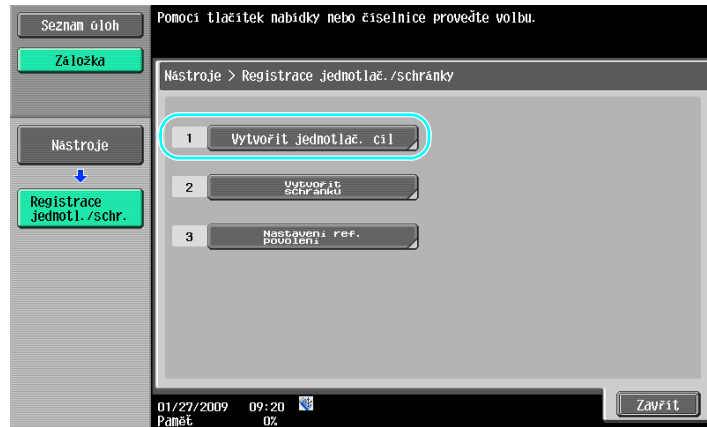 Seznam úloh
Pomocí tlačítek nabídky nebo číselnice proveďte volbu.
Záložka
Nástroje > Registrace jednotlač./schránky
1 Vytvořit jednotlač. cíl
Nástroje
2 Vytvořit
schránku
Registrace
jednotl./schr.
3 Nastavení ref.
povolení
01/27/2009 09:20
Paměť 0%
Zavřít